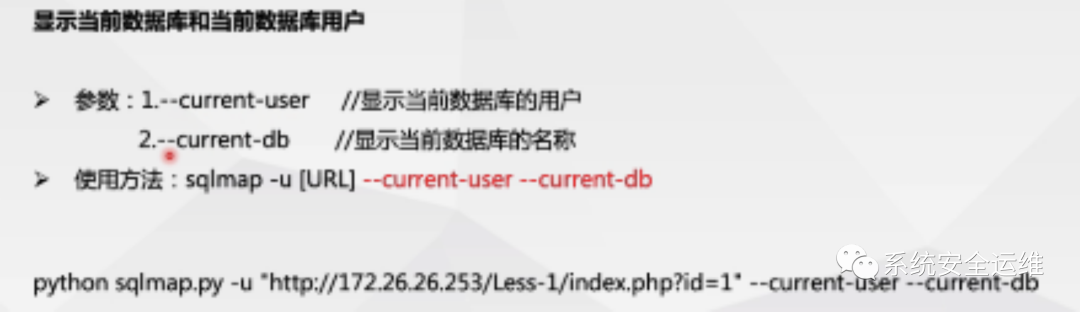 显示当前数据库和当前数据库用户
➢ 参数：1.--current-user //显示当前数据库的用户
2.--current-db //显示当前数据库的名称
➢ 使用方法：sqlmap -u [URL] --current-user --current-db
系统安全运维
python sqlmap.py -u "http://172.26.26.253/Less-1/index.php?id=1" --current-user --current-db